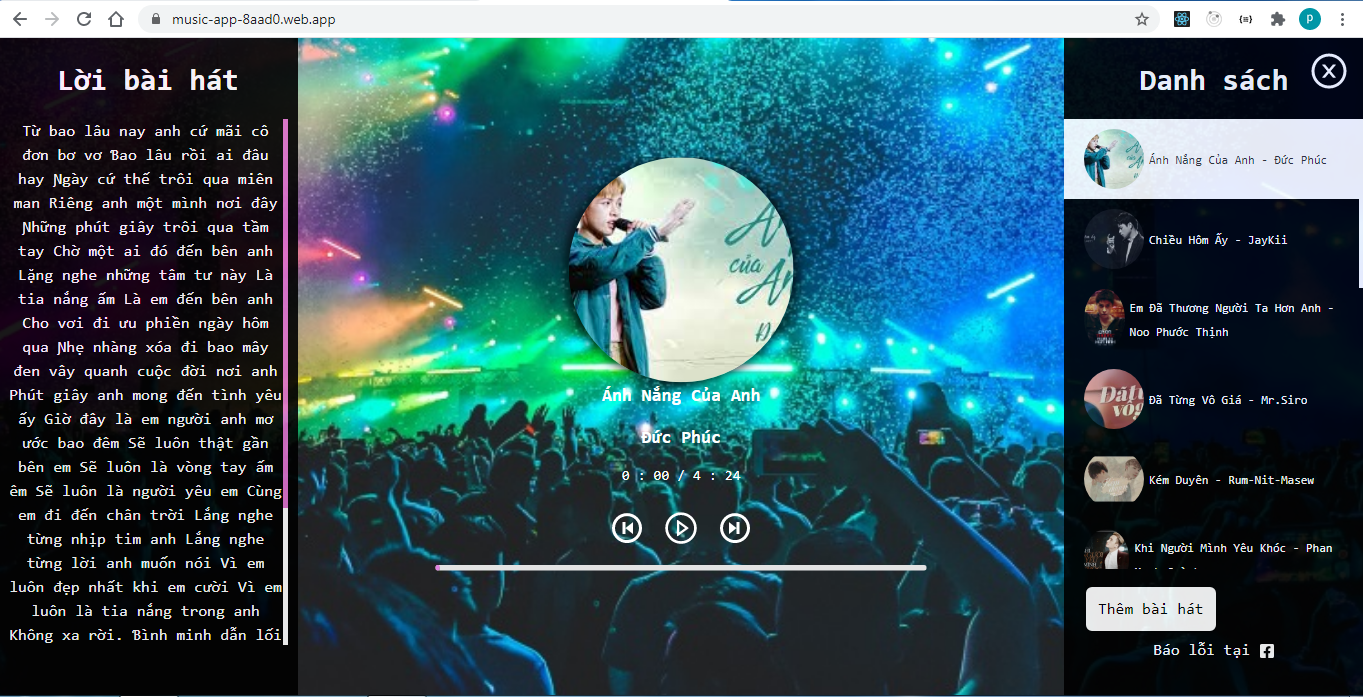 music-app-8aad0.web.app
P
Lời bài hát
Từ bao lâu nay anh cứ mãi cô
đơn bơ vơ Bao lâu rồi ai đâu
hay Ngày cứ thế trôi qua miên
man Riêng anh một mình nơi đây
Những phút giây trôi qua tầm
tay Chờ một ai đó đến bên anh
Lặng nghe những tâm tư này Là
tia nắng ấm Là em đến bên anh
Cho vơi đi ưu phiền ngày hôm
qua Nhẹ nhàng xóa đi bao mây
đen vây quanh cuộc đời nơi anh
Phút giây anh mong đến tình yêu
ấy Giờ đây là em người anh mơ
ước bao đêm Sẽ luôn thật gần
bên em Sẽ luôn là vòng tay ấm
êm Sẽ luôn là người yêu em Cùng
em đi đến chân trời Lắng nghe
từng nhịp tim anh Lắng nghe
từng lời anh muốn nói Vì em
luôn đẹp nhất khi em cười Vì em
luôn là tia nắng trong anh
Không xa rời. Bình minh dẫn lối
của
Ánh Nắng Của Anh
Đức Phúc
0 : 00 / 4 : 24
Danh sách
X
Ánh Nắng Của Anh - Đức Phúc
Chiều Hôm Ấy - JayKii
Em Đã Thương Người Ta Hơn Anh -
Noo Phước Thịnh
Đã Từng Vô Giá - Mr.Siro
Kém Duyên - Rum-Nit-Masew
Khi Người Mình Yêu Khóc - Phan
Thêm bài hát
Báo lỗi tại